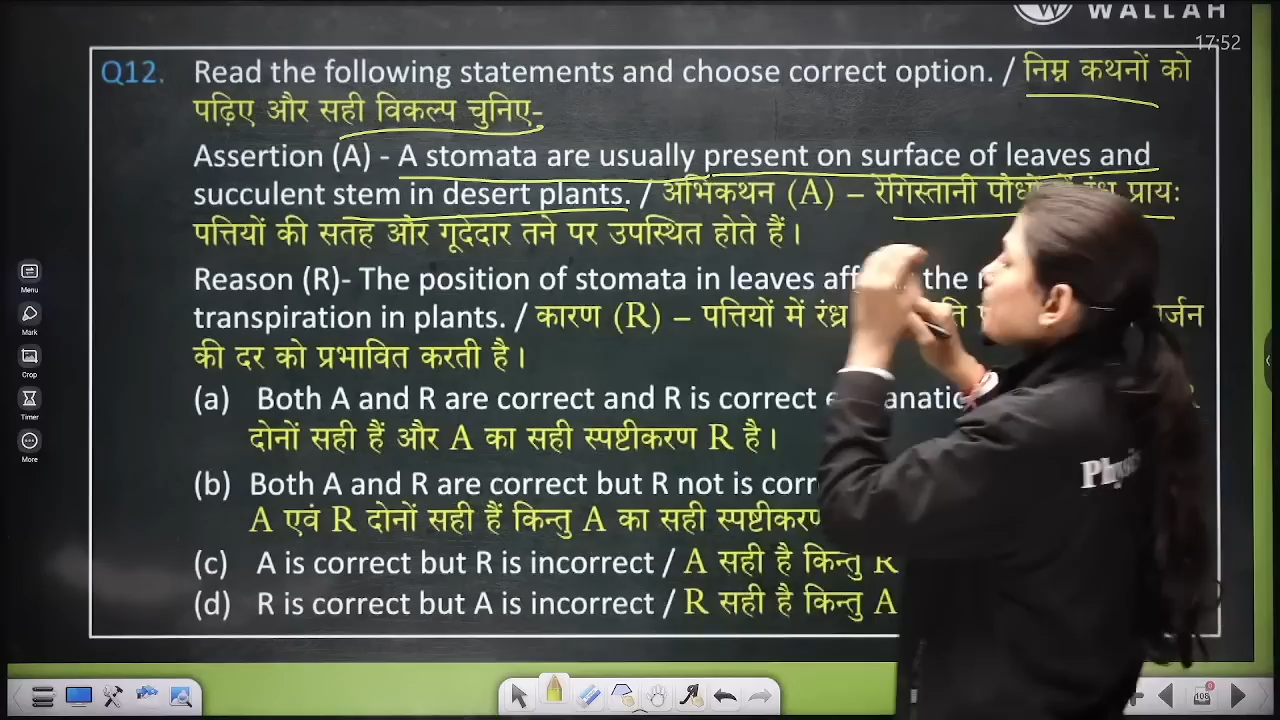 WALLAH
17:52
Q12. Read the following statements and choose correct option. / निम्न कथनों को
पढ़िए और सही विकल्प चुनिए-
Assertion (A) - A stomata are usually present on surface of leaves and
succulent stem in desert plants. / अभिकथन (A) – रेगिस्तानी पौधों में रंध्र प्रायः
पत्तियों की सतह और गूदेदार तने पर उपस्थित होते हैं।
Reason (R)- The position of stomata in leaves the
transpiration in plants. / कारण (R) – पत्तियों में रंध्र
की दर को प्रभावित करती है।
(a) Both A and R are correct and R is correct
दोनों सही हैं और A का सही स्पष्टीकरण R है।
(b) Both A and R are correct but R not is
A एवं R दोनों सही हैं किन्तु A का सही स्पष्टीकरण
(c) A is correct but R is incorrect / A सही है किन्तु R
(d) R is correct but A is incorrect / R सही है किन्तु A
Menu
Mark
Crop
Timer
More
108